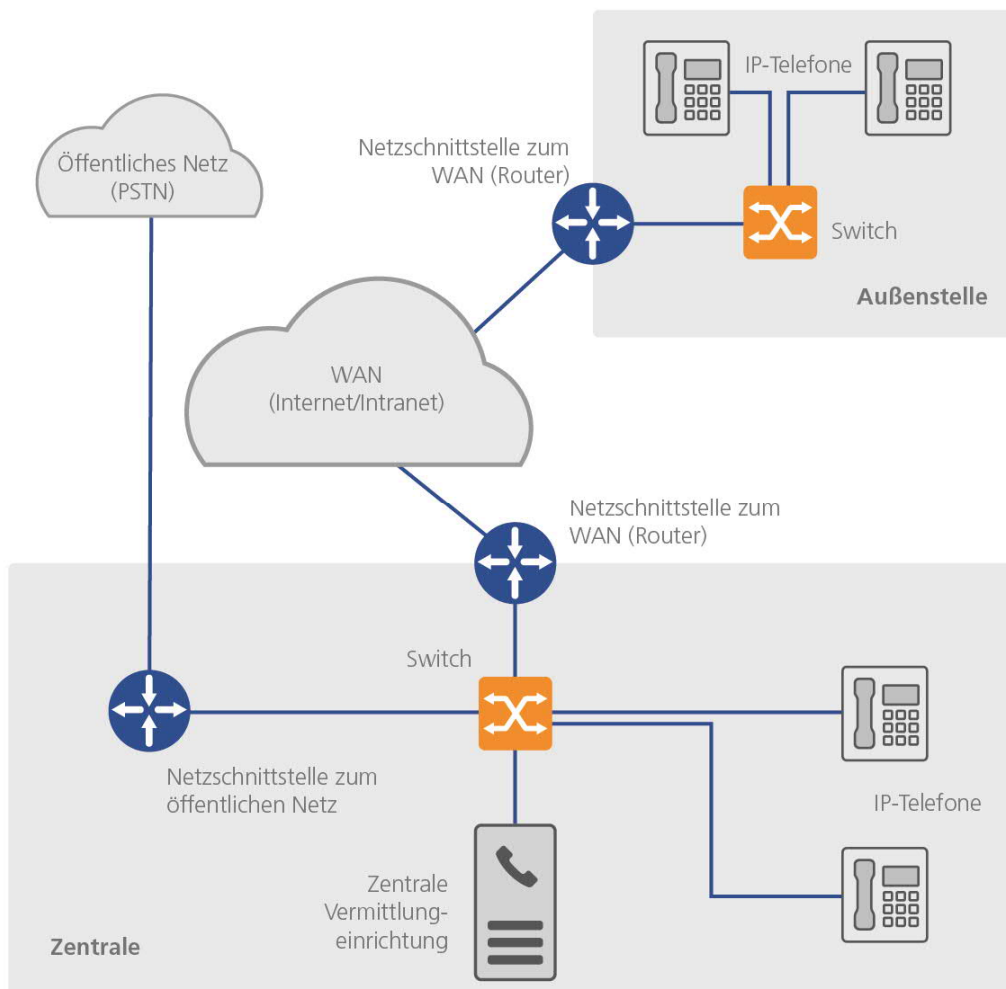 IP-Telefone
Öffentliches Netz
(PSTN)
Netzschnittstelle zum
WAN (Router)
Switch
Außenstelle
WAN
(Internet/Intranet)
Netzschnittstelle zum
WAN (Router)
Switch
Netzschnittstelle zum
öffentlichen Netz
IP-Telefone
Zentrale
Vermittlung-
einrichtung
Zentrale